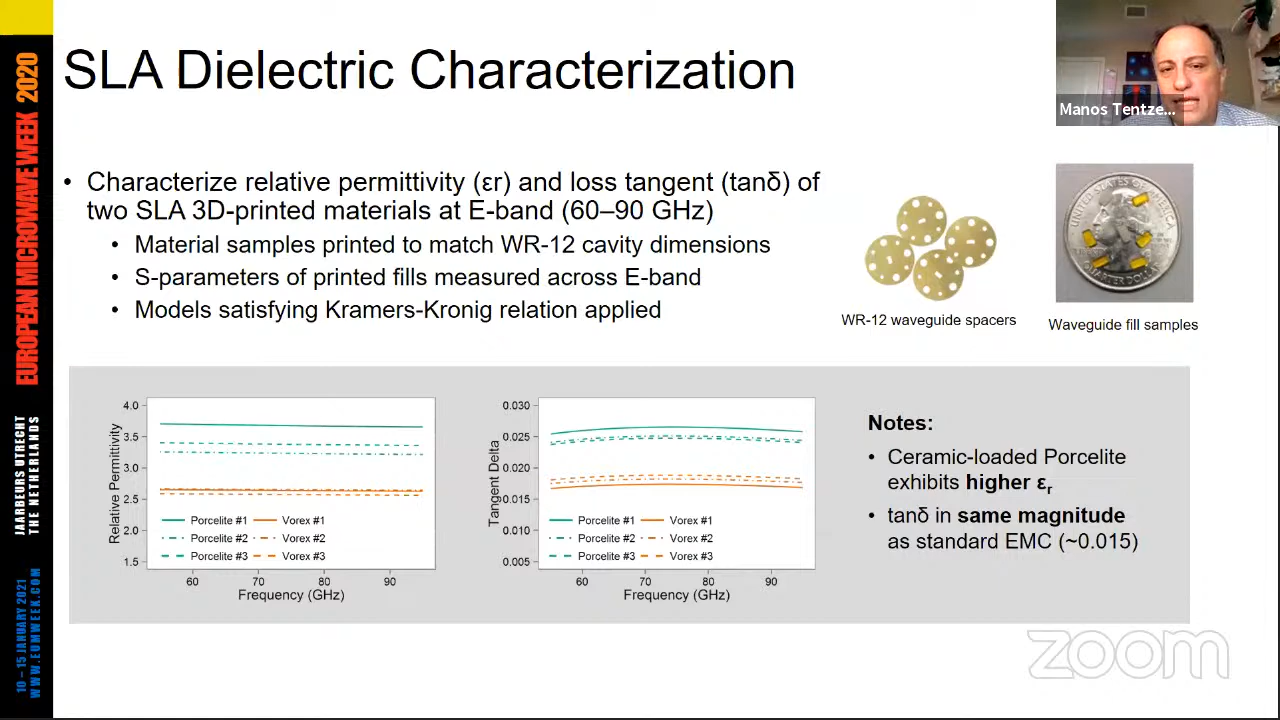 SLA Dielectric Characterization
Manos Tentze...
EUROPEAN MICROWAVE WEEK 2020
JAARBEURS UTRECHT
THE NETHERLANDS
10 – 15 JANUARY 2021
WWW.EUMWEEK.COM
• Characterize relative permittivity (εr) and loss tangent (tanδ) of
two SLA 3D-printed materials at E-band (60–90 GHz)
• Material samples printed to match WR-12 cavity dimensions
• S-parameters of printed fills measured across E-band
• Models satisfying Kramers-Kronig relation applied
WR-12 waveguide spacers
Waveguide fill samples
Relative Permittivity
4.0
3.5
3.0
2.5
2.0
1.5
Porcelite #1 Vorex #1
Porcelite #2 Vorex #2
Porcelite #3 Vorex #3
60 70 80 90
Frequency (GHz)
Tangent Delta
0.030
0.025
0.020
0.015
0.010
0.005
Porcelite #1 Vorex #1
Porcelite #2 Vorex #2
Porcelite #3 Vorex #3
60 70 80 90
Frequency (GHz)
Notes:
• Ceramic-loaded Porcelite
exhibits higher εr
• tanδ in same magnitude
as standard EMC (~0.015)
zoom